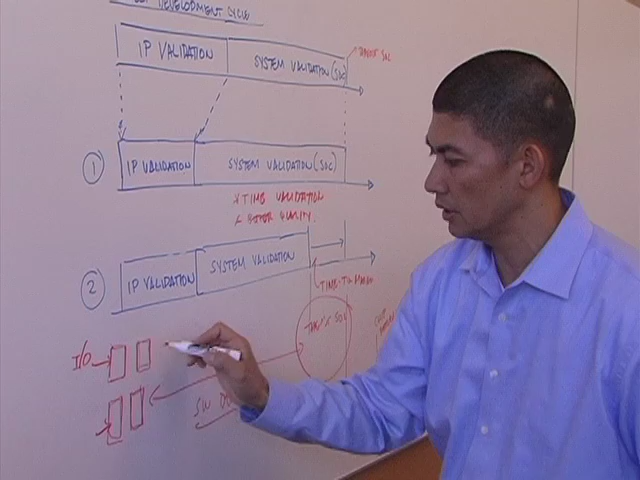 DEVELOPMENT CYCLE
IP VALIDATION
SYSTEM VALIDATION (SOC)
1
IP VALIDATION
SYSTEM VALIDATION (SOC)
X TIME VALIDATION
X BETTER QUALITY.
2
IP VALIDATION
SYSTEM VALIDATION
TIME-TO-MARKET
I/O
SW